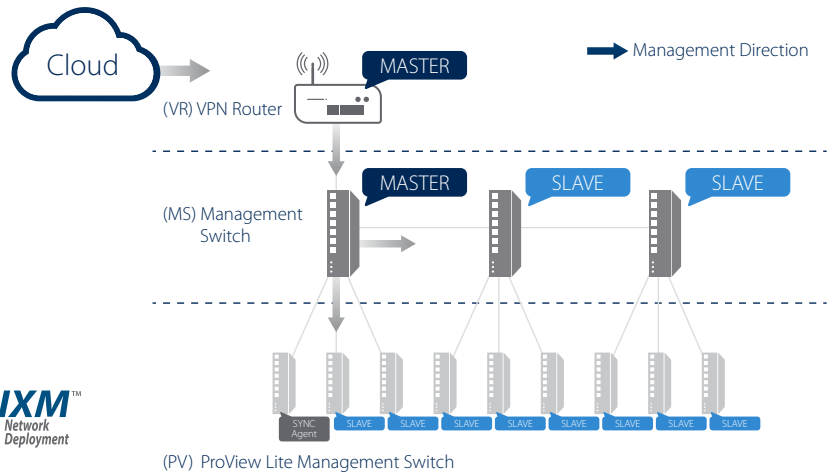 Cloud
MASTER
Management Direction
(VR) VPN Router
MASTER
SLAVE
SLAVE
(MS) Management
Switch
SYNC
Agent
SLAVE
SLAVE
SLAVE
SLAVE
SLAVE
SLAVE
SLAVE
SLAVE
IXM™
Network
Deployment
(PV) ProView Lite Management Switch